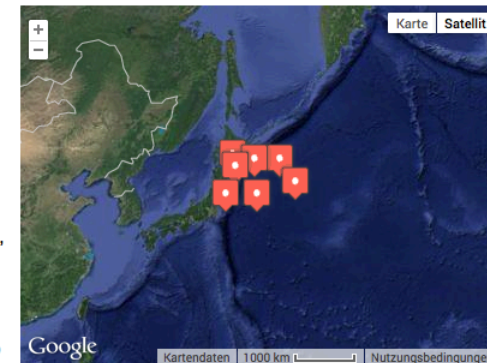 +
Karte Satellit
−
,
Google
Kartendaten 1000 km Nutzungsbedingunge